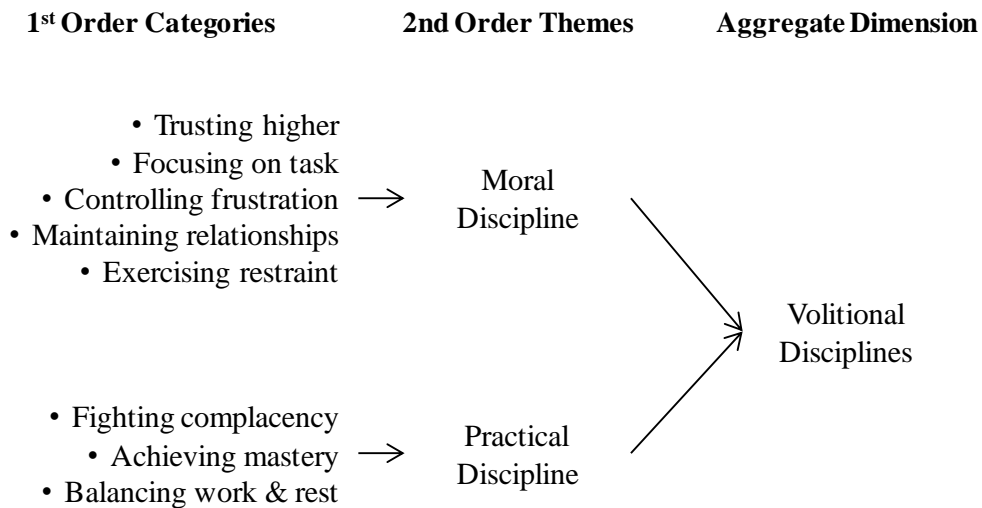 1st Order Categories
2nd Order Themes
Aggregate Dimension
• Trusting higher
• Focusing on task
• Controlling frustration
• Maintaining relationships
• Exercising restraint
Moral
Discipline
Volitional
Disciplines
• Fighting complacency
• Achieving mastery
• Balancing work & rest
Practical
Discipline